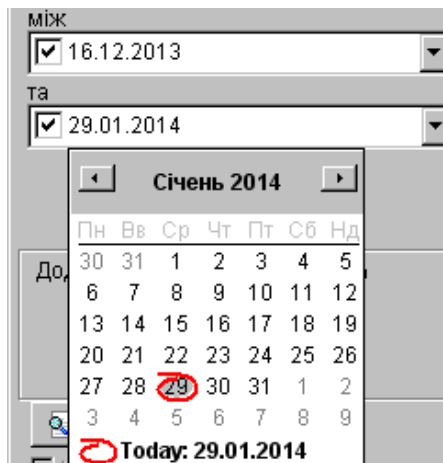 між
16.12.2013
та
29.01.2014
Січень 2014
Пн Вв Ср Чт Пт Сб Нд
30 31 1 2 3 4 5
6 7 8 9 10 11 12
13 14 15 16 17 18 19
20 21 22 23 24 25 26
27 28 29 30 31 1 2
3 4 5 6 7 8 9
Today: 29.01.2014